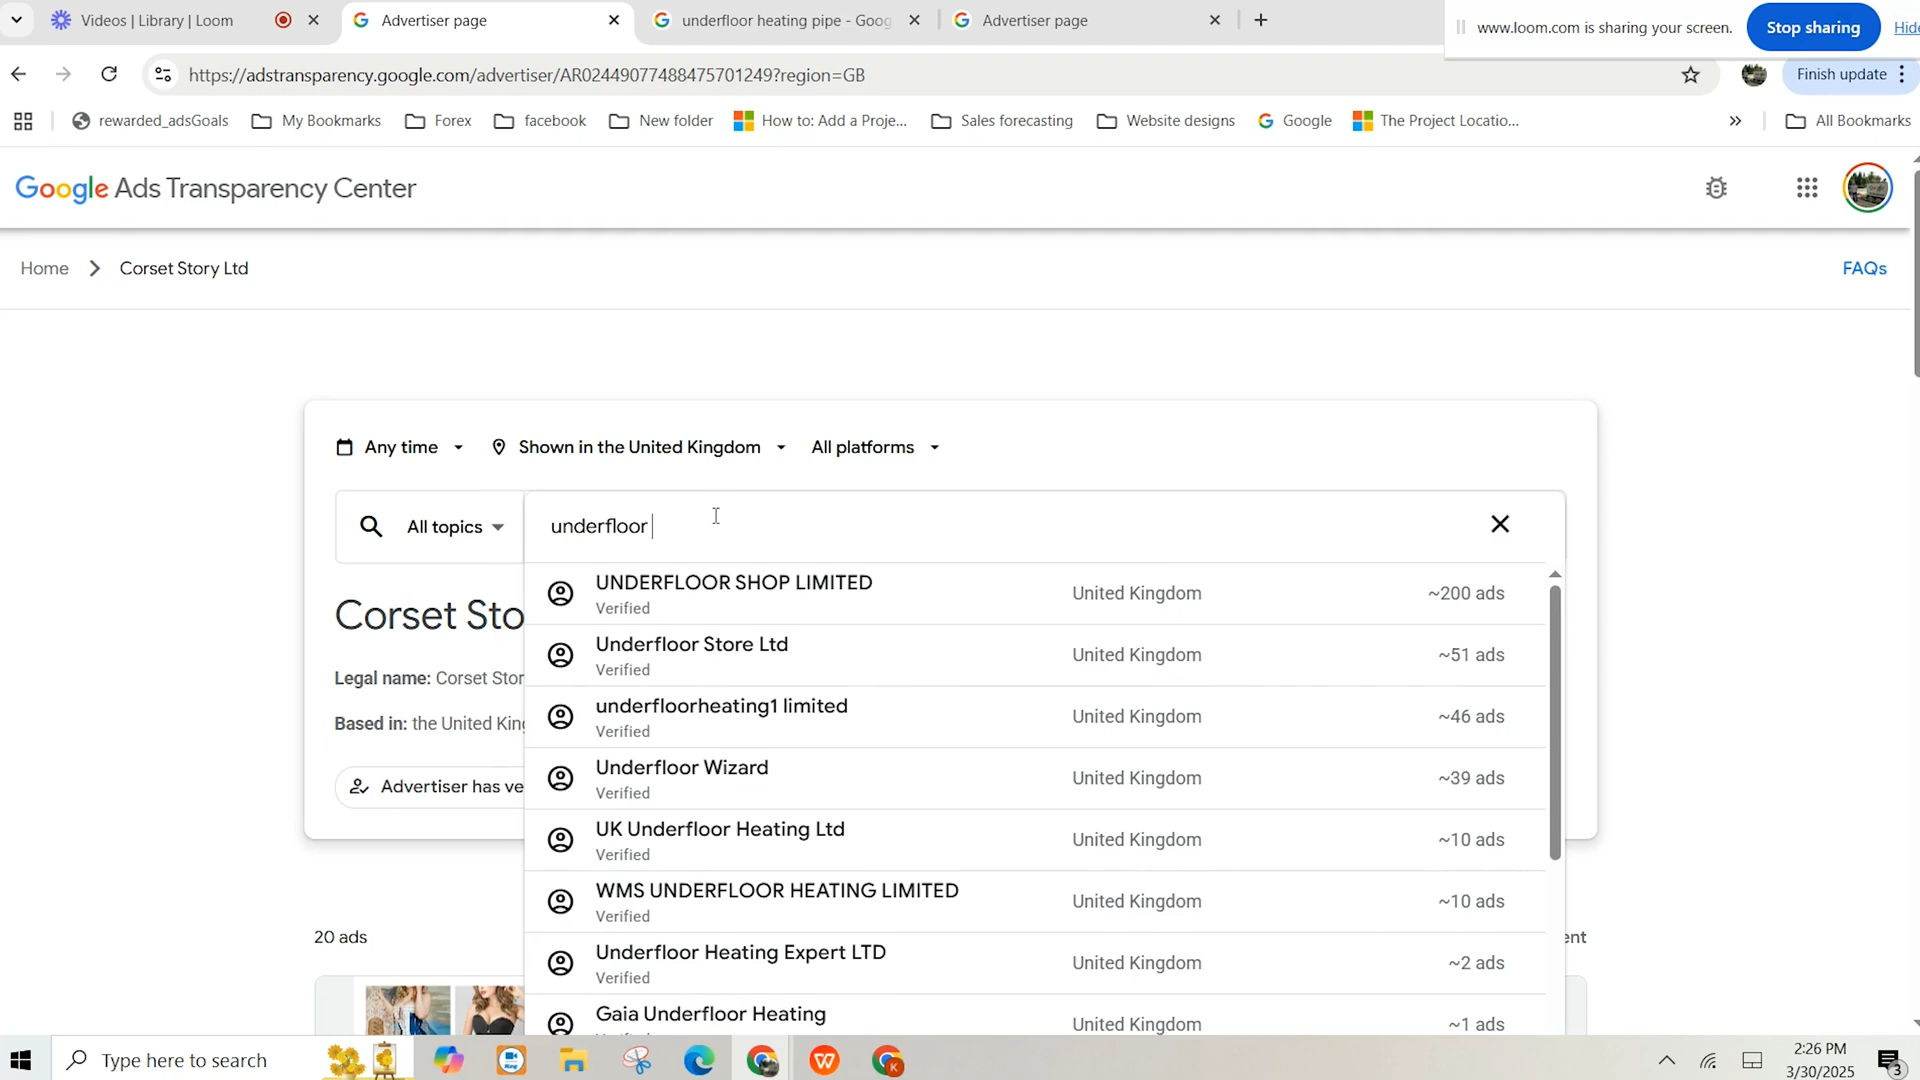 Videos | Library | Loom
Advertiser page
underfloor heating pipe - Goog
Advertiser page
www.loom.com is sharing your screen.
Stop sharing
Hide
https://adstransparency.google.com/advertiser/AR02449077488475701249?region=GB
Finish update
rewarded_adsGoals
My Bookmarks
Forex
facebook
New folder
How to: Add a Proje...
Sales forecasting
Website designs
Google
The Project Locatio...
All Bookmarks
Google Ads Transparency Center
Home
Corset Story Ltd
FAQs
Any time
Shown in the United Kingdom
All platforms
All topics
underfloor
UNDERFLOOR SHOP LIMITED
Verified
United Kingdom
~200 ads
Corset Sto
Underfloor Store Ltd
Verified
United Kingdom
~51 ads
Legal name: Corset Stor
underfloorheating1 limited
Verified
United Kingdom
~46 ads
Based in: the United King
Underfloor Wizard
Verified
United Kingdom
~39 ads
Advertiser has ve
UK Underfloor Heating Ltd
Verified
United Kingdom
~10 ads
WMS UNDERFLOOR HEATING LIMITED
Verified
United Kingdom
~10 ads
20 ads
Underfloor Heating Expert LTD
Verified
United Kingdom
~2 ads
ent
Gaia Underfloor Heating
United Kingdom
~1 ads
Type here to search
2:26 PM
3/30/2025
3